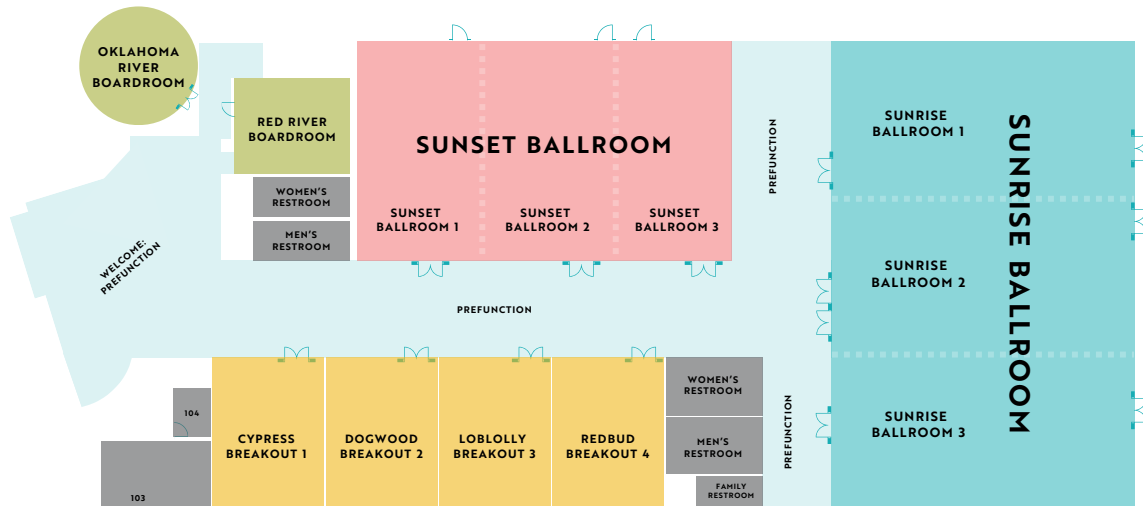 OKLAHOMA
RIVER
BOARDROOM
RED RIVER
BOARDROOM
WOMEN'S
RESTROOM
MEN'S
RESTROOM
WELCOME:
PREFUNCTION
SUNSET BALLROOM
SUNSET
BALLROOM 1
SUNSET
BALLROOM 2
SUNSET
BALLROOM 3
PREFUNCTION
PREFUNCTION
SUNRISE
BALLROOM 1
SUNRISE
BALLROOM 2
SUNRISE
BALLROOM 3
SUNRISE BALLROOM
104
103
CYPRESS
BREAKOUT 1
DOGWOOD
BREAKOUT 2
LOBLOLLY
BREAKOUT 3
REDBUD
BREAKOUT 4
WOMEN'S
RESTROOM
MEN'S
RESTROOM
FAMILY
RESTROOM
PREFUNCTION